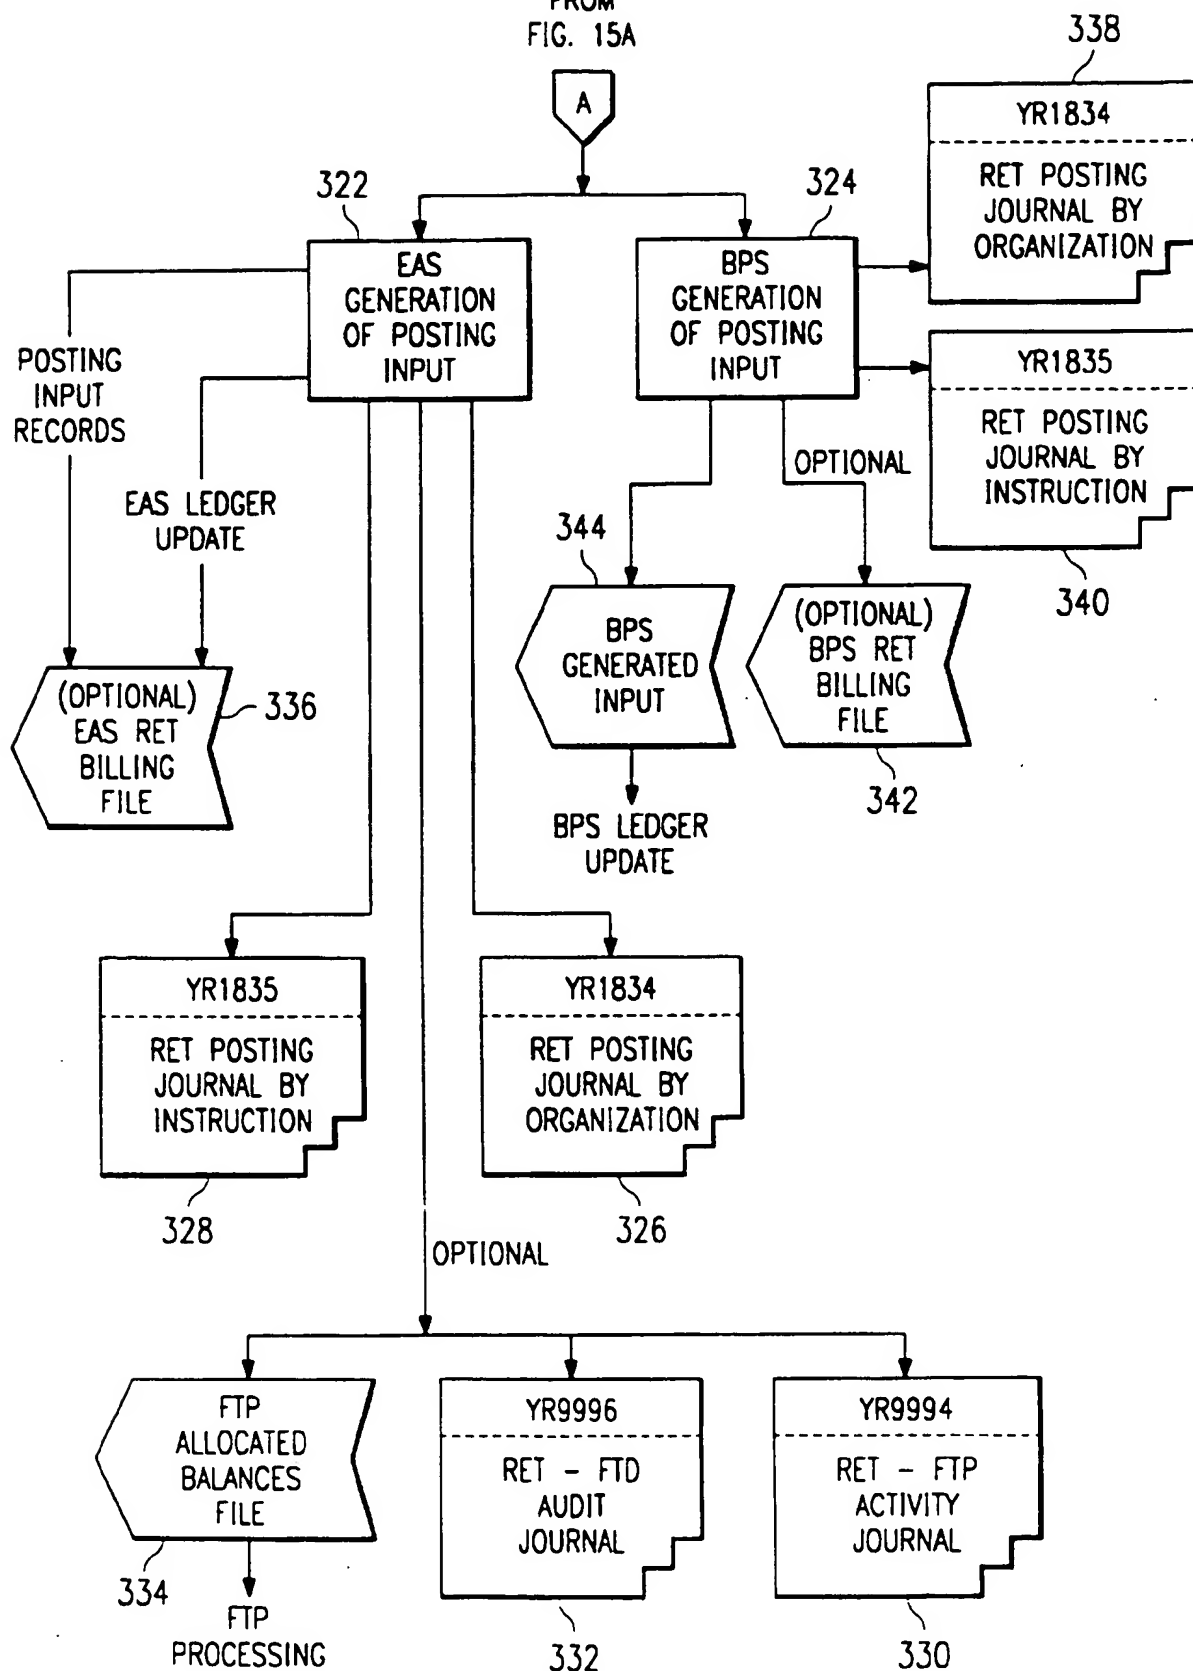 FROM
FIG. 15A
A
338
YR1834
RET POSTING
JOURNAL BY
ORGANIZATION
322
EAS
GENERATION
OF POSTING
INPUT
324
BPS
GENERATION
OF POSTING
INPUT
YR1835
RET POSTING
JOURNAL BY
INSTRUCTION
340
POSTING
INPUT
RECORDS
EAS LEDGER
UPDATE
OPTIONAL
344
BPS
GENERATED
INPUT
(OPTIONAL)
BPS RET
BILLING
FILE
342
(OPTIONAL)
EAS RET
BILLING
FILE
336
BPS LEDGER
UPDATE
YR1835
RET POSTING
JOURNAL BY
INSTRUCTION
328
YR1834
RET POSTING
JOURNAL BY
ORGANIZATION
326
OPTIONAL
FTP
ALLOCATED
BALANCES
FILE
334
FTP
PROCESSING
YR9996
RET – FTD
AUDIT
JOURNAL
332
YR9994
RET – FTP
ACTIVITY
JOURNAL
330